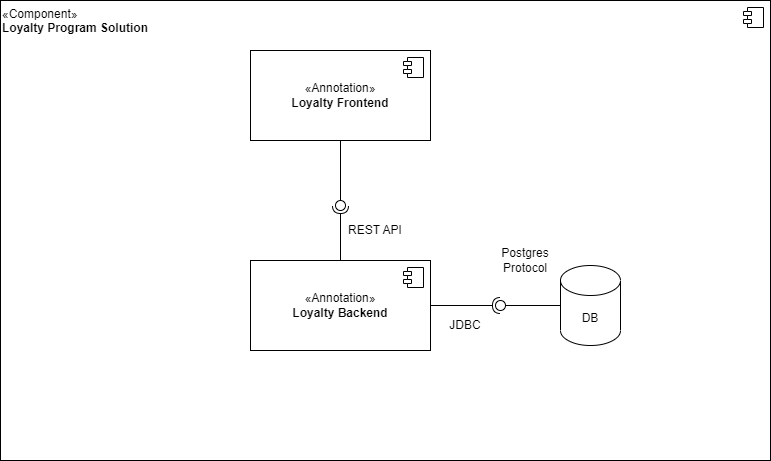 «Component»
Loyalty Program Solution
«Annotation»
Loyalty Frontend
REST API
«Annotation»
Loyalty Backend
Postgres
Protocol
JDBC
DB